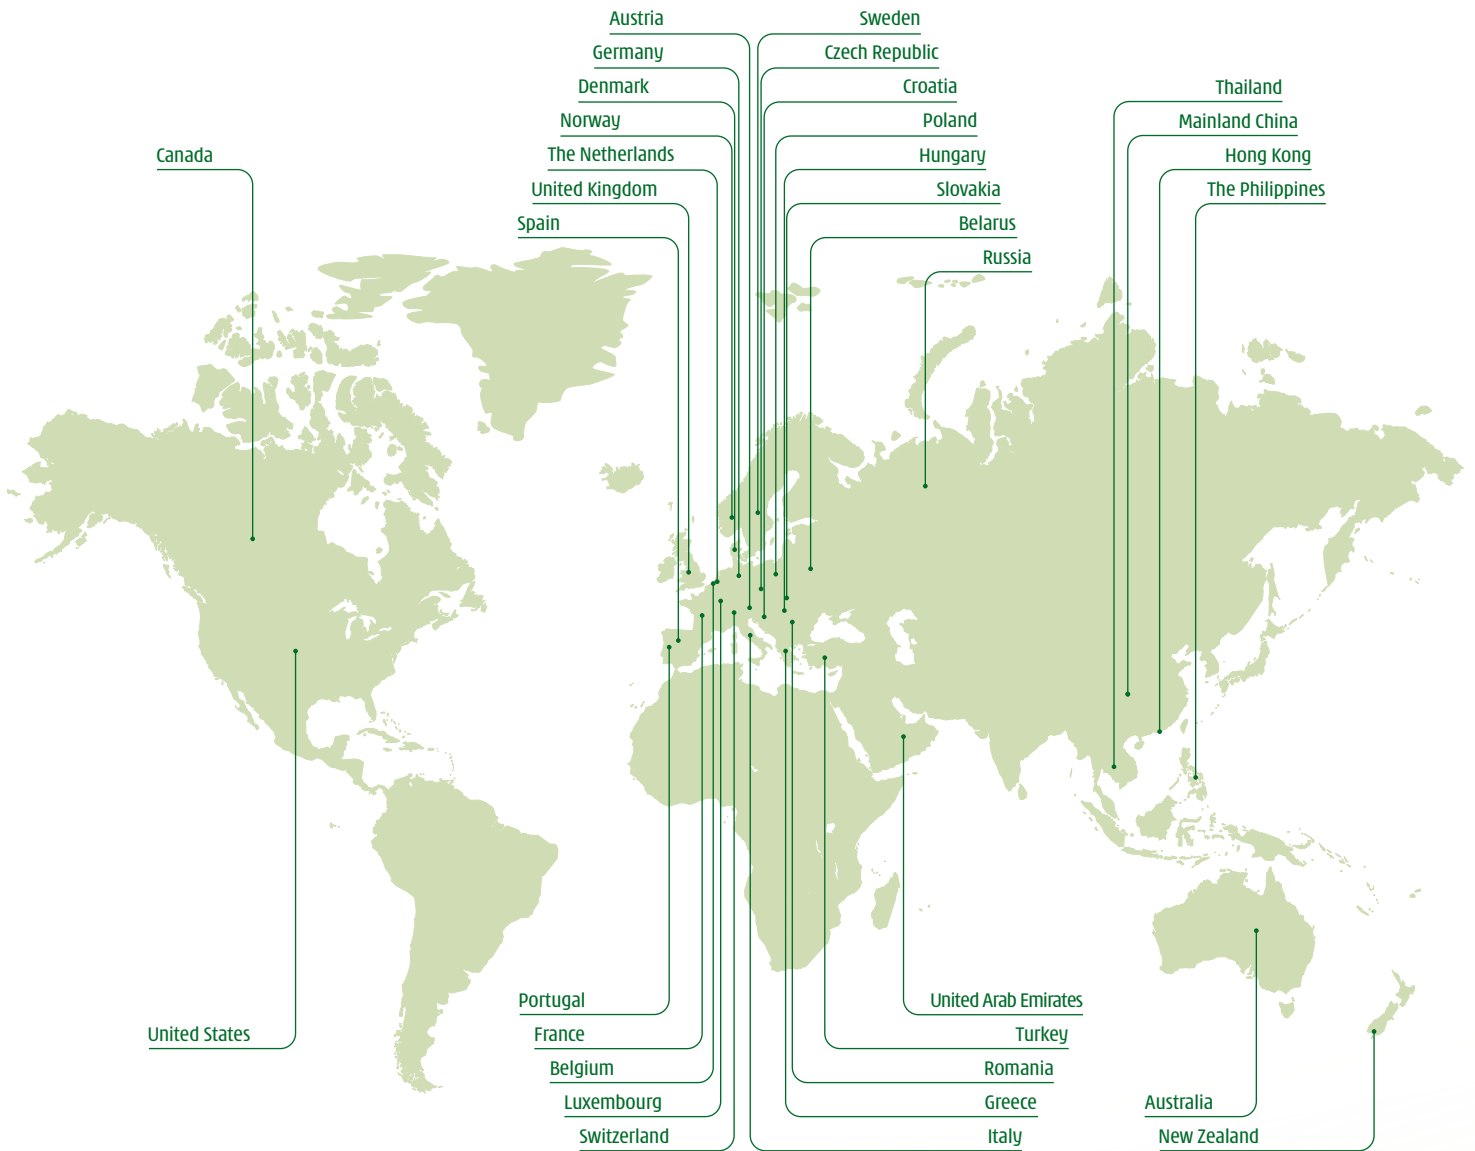 Austria
Sweden
Germany
Czech Republic
Denmark
Croatia
Thailand
Norway
Poland
Mainland China
Canada
The Netherlands
Hungary
Hong Kong
United Kingdom
Slovakia
The Philippines
Spain
Belarus
Russia
Portugal
United Arab Emirates
United States
France
Turkey
Belgium
Romania
Luxembourg
Greece
Australia
Switzerland
Italy
New Zealand